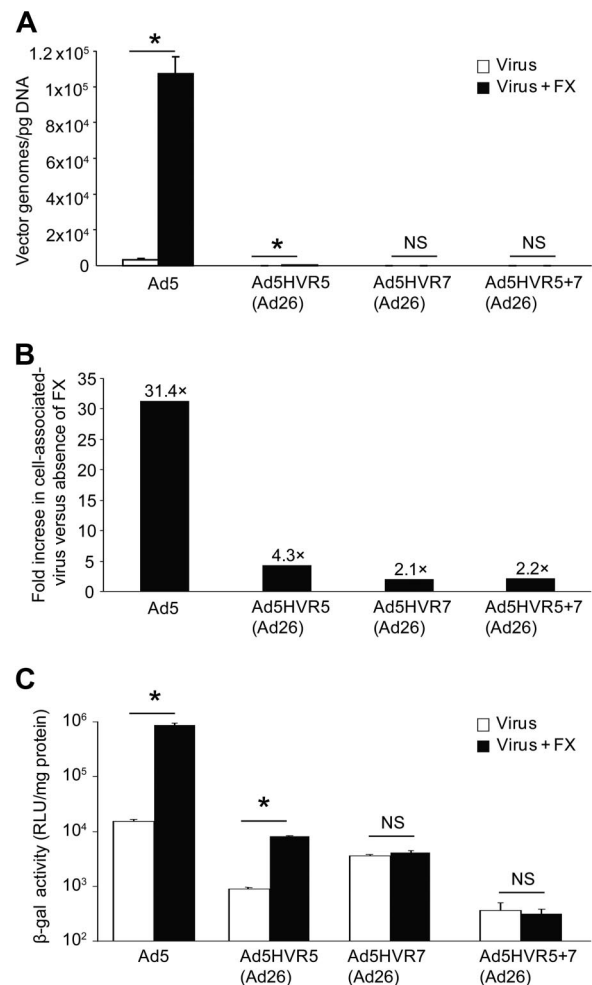 A
Vector genomes/pg DNA
1.2 x10⁵
1x10⁵
8x10⁴
6x10⁴
4x10⁴
2x10⁴
0
*
*
NS
NS
Virus
Virus + FX
Ad5
Ad5HVR5
(Ad26)
Ad5HVR7
(Ad26)
Ad5HVR5+7
(Ad26)
B
Fold increse in cell-associated-
virus versus absence of FX
35
30
25
20
15
10
5
0
31.4×
4.3×
2.1×
2.2×
Ad5
Ad5HVR5
(Ad26)
Ad5HVR7
(Ad26)
Ad5HVR5+7
(Ad26)
C
β-gal activity (RLU/mg protein)
10⁶
10⁵
10⁴
10³
10²
*
*
NS
NS
Virus
Virus + FX
Ad5
Ad5HVR5
(Ad26)
Ad5HVR7
(Ad26)
Ad5HVR5+7
(Ad26)